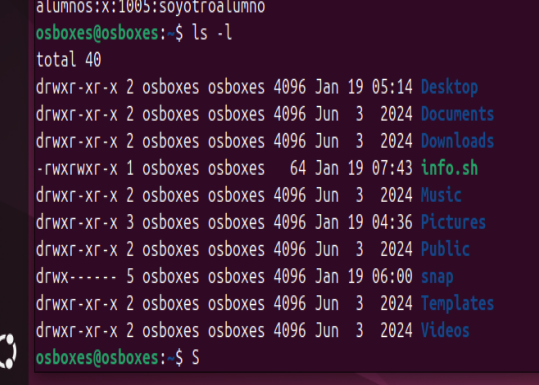 alumnos:x:1005:soyotroalumno
osboxes@osboxes:~$ ls -l
total 40
drwxr-xr-x 2 osboxes osboxes 4096 Jan 19 05:14 Desktop
drwxr-xr-x 2 osboxes osboxes 4096 Jun  3  2024 Documents
drwxr-xr-x 2 osboxes osboxes 4096 Jun  3  2024 Downloads
-rwxrwxr-x 1 osboxes osboxes   64 Jan 19 07:43 info.sh
drwxr-xr-x 2 osboxes osboxes 4096 Jun  3  2024 Music
drwxr-xr-x 3 osboxes osboxes 4096 Jan 19 04:36 Pictures
drwxr-xr-x 2 osboxes osboxes 4096 Jun  3  2024 Public
drwx------ 5 osboxes osboxes 4096 Jan 19 06:00 snap
drwxr-xr-x 2 osboxes osboxes 4096 Jun  3  2024 Templates
drwxr-xr-x 2 osboxes osboxes 4096 Jun  3  2024 Videos
osboxes@osboxes:~$ S